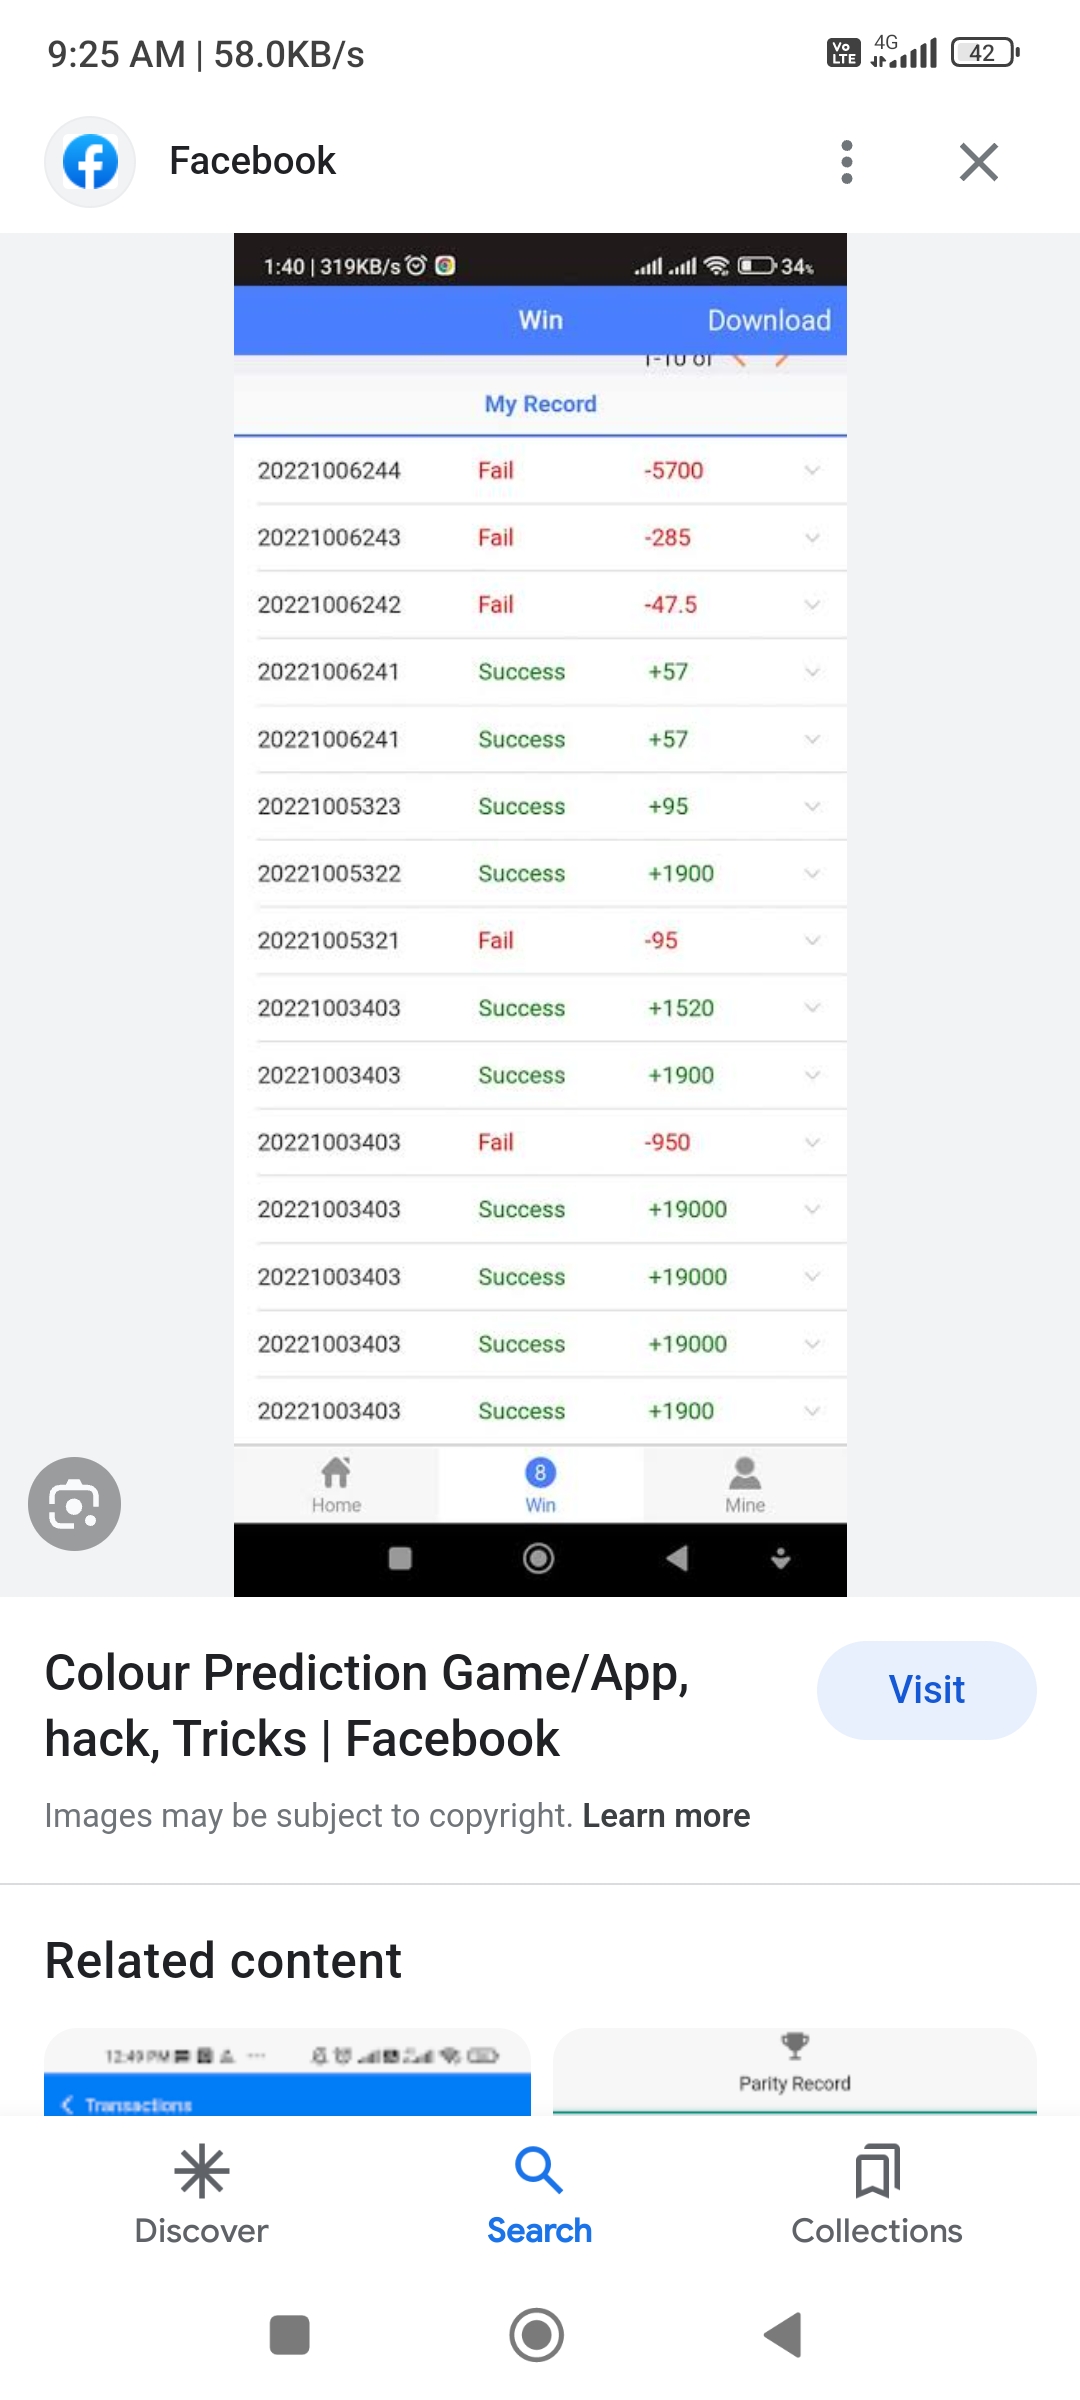 9:25 AM | 58.0KB/s
Vo LTE 4G 42
Facebook
1:40 | 319KB/s 34%
Win Download
1-10 of
My Record
20221006244 Fail -5700
20221006243 Fail -285
20221006242 Fail -47.5
20221006241 Success +57
20221006241 Success +57
20221005323 Success +95
20221005322 Success +1900
20221005321 Fail -95
20221003403 Success +1520
20221003403 Success +1900
20221003403 Fail -950
20221003403 Success +19000
20221003403 Success +19000
20221003403 Success +19000
20221003403 Success +1900
8
Home Win Mine
Colour Prediction Game/App,
hack, Tricks | Facebook
Visit
Images may be subject to copyright. Learn more
Related content
12:49 PM
Transactions
Parity Record
Discover Search Collections